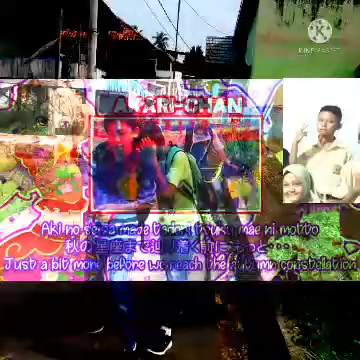 KINEMASTER
AKARI-CHAN
Aki no seiza made tadori tsuku mae ni motto
秋の星座まで辿り着く前にもっと・・・
Just a bit more before we reach the autumn constellation